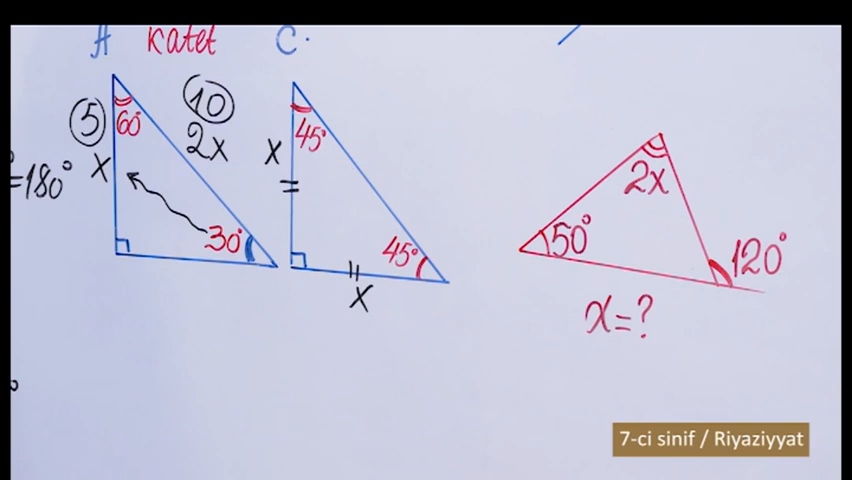 A Katet C.
=180°
5
x
60°
10
2x
30°
x
45°
45°
x
2x
50°
120°
x=?
7-ci sinif / Riyaziyyat